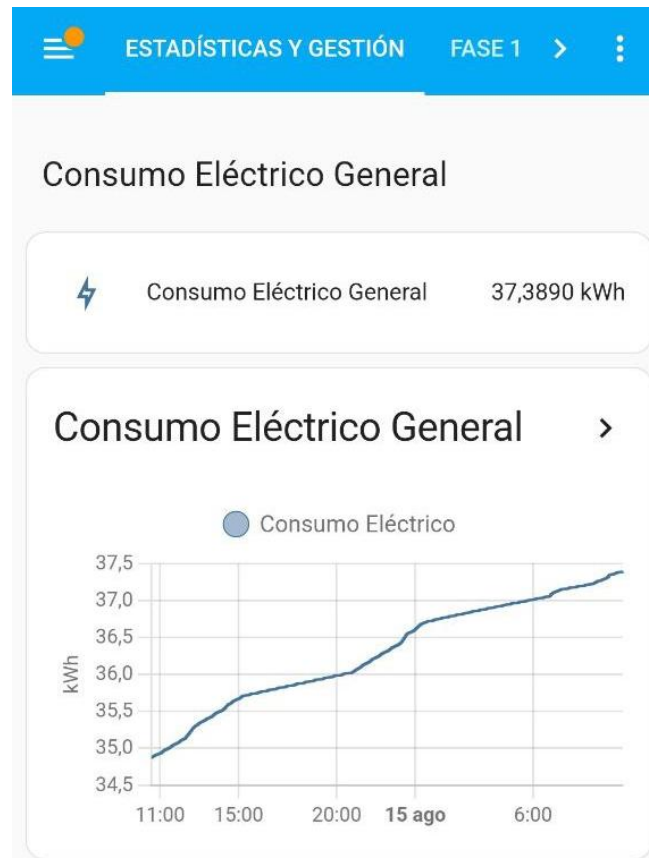 ESTADÍSTICAS Y GESTIÓN FASE 1
Consumo Eléctrico General
Consumo Eléctrico General 37,3890 kWh
Consumo Eléctrico General
Consumo Eléctrico
37,5
37,0
36,5
36,0
35,5
35,0
34,5
kWh
11:00 15:00 20:00 15 ago 6:00